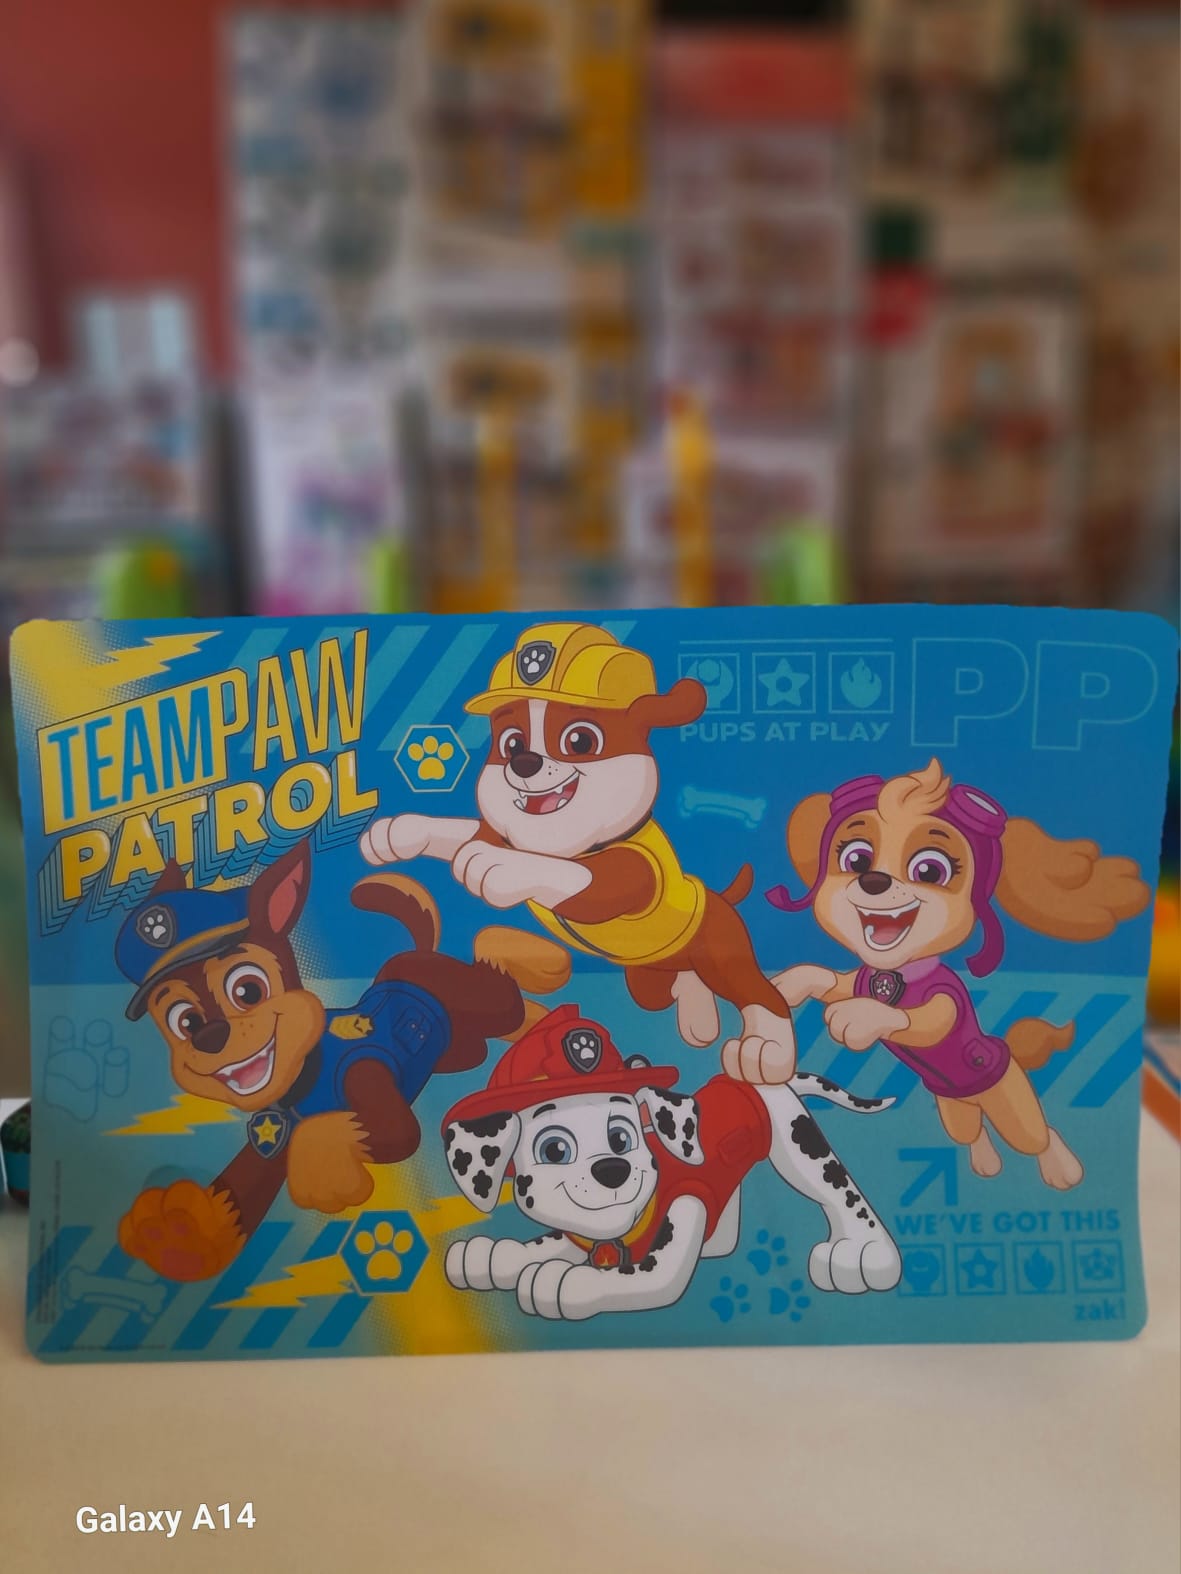 TEAM PAW
PATROL
PUPS AT PLAY
PP
WE'VE GOT THIS
zak!
Galaxy A14